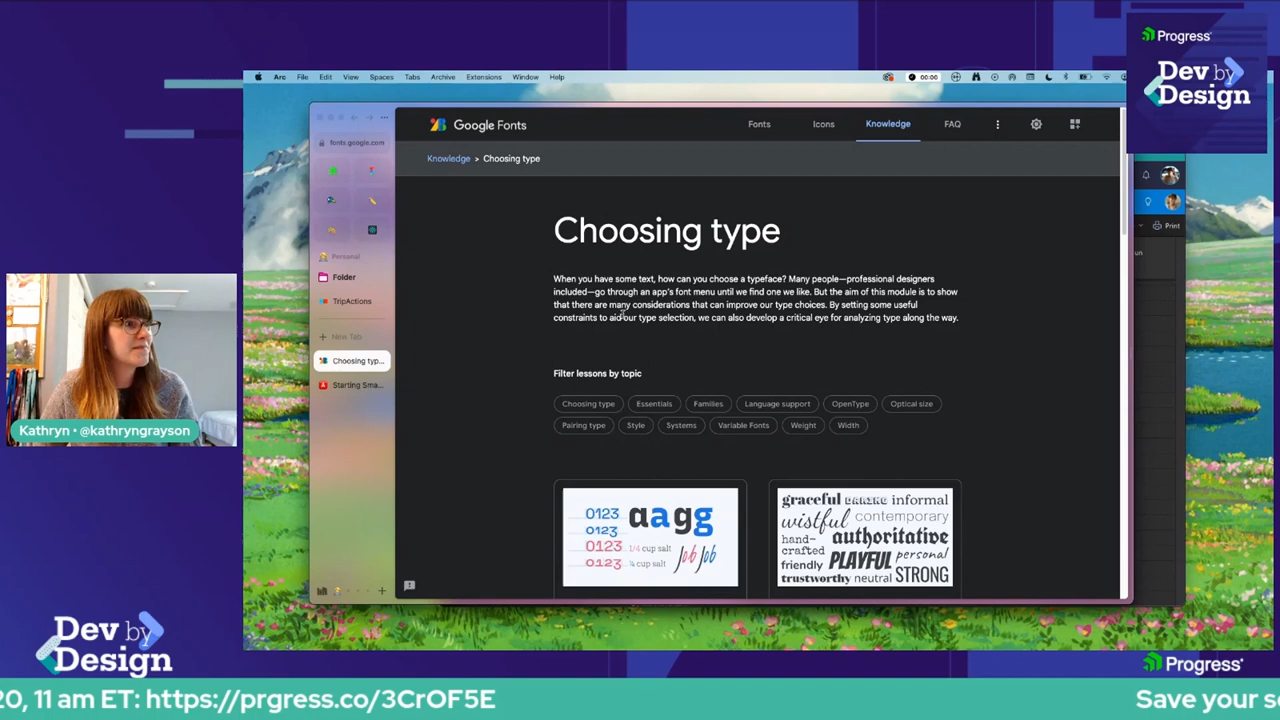 Progress
Dev by
Design
Arc File Edit View Spaces Tabs Archive Extensions Window Help
00:00
fonts.google.com
Google Fonts
Fonts
Icons
Knowledge
FAQ
Knowledge > Choosing type
Print
Personal
Folder
TripActions
New Tab
Choosing typ...
Starting Sma...
Choosing type
When you have some text, how can you choose a typeface? Many people—professional designers
included—go through an app's font menu until we find one we like. But the aim of this module is to show
that there are many considerations that can improve our type choices. By setting some useful
constraints to aid our type selection, we can also develop a critical eye for analyzing type along the way.
Filter lessons by topic
Choosing type Essentials Families Language support OpenType Optical size
Pairing type Style Systems Variable Fonts Weight Width
0123
0123
0123
0123
aagg
1/4 cup salt
¼ cup salt
Job Job
graceful informal
wistful contemporary
hand-
crafted authoritative
friendly PLAYFUL personal
trustworthy neutral STRONG
Kathryn • @kathryngrayson
Dev by
Design
Progress
20, 11 am ET: https://prgress.co/3CrOF5E
Save your s